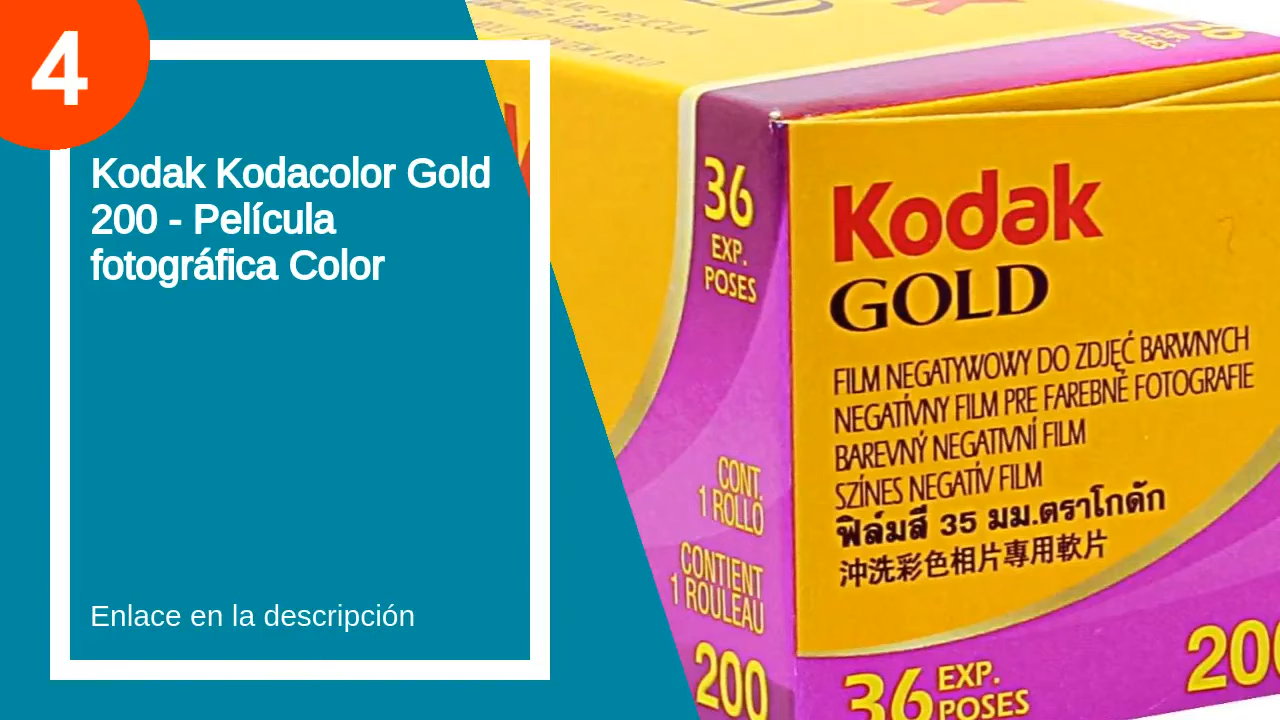 4
Kodak Kodacolor Gold
200 - Película
fotográfica Color
Enlace en la descripción
36
EXP.
POSES
CONT.
1 ROLLO
CONTIENT
1 ROULEAU
200
36
EXP.
POSES
Kodak
GOLD
FILM NEGATYWOWY DO ZDJĘĆ BARWNYCH
NEGATÍVNY FILM PRE FAREBNÉ FOTOGRAFIE
BAREVNÝ NEGATIVNÍ FILM
SZÍNES NEGATÍV FILM
ฟิล์มสี 35 มม.ตราโกดัก
沖洗彩色相片專用軟片
36 EXP.
POSES
200